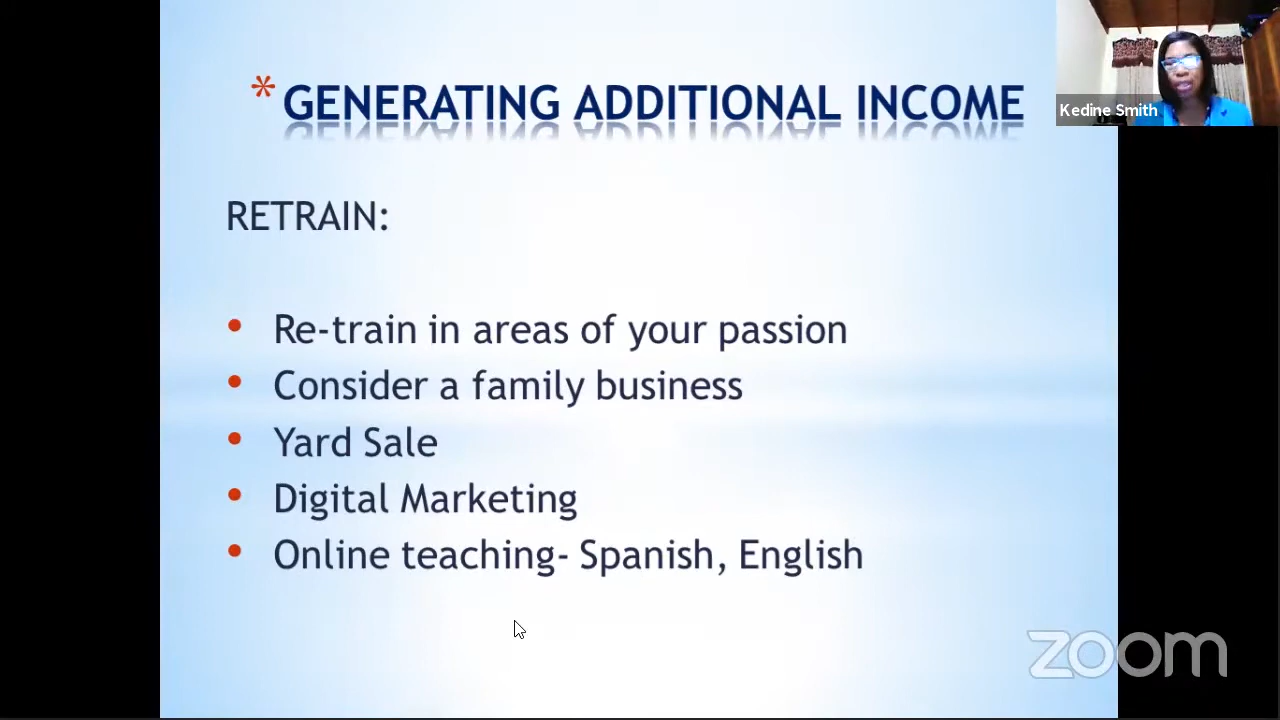 * GENERATING ADDITIONAL INCOME
Kedine Smith
RETRAIN:
• Re-train in areas of your passion
• Consider a family business
• Yard Sale
• Digital Marketing
• Online teaching- Spanish, English
zoom